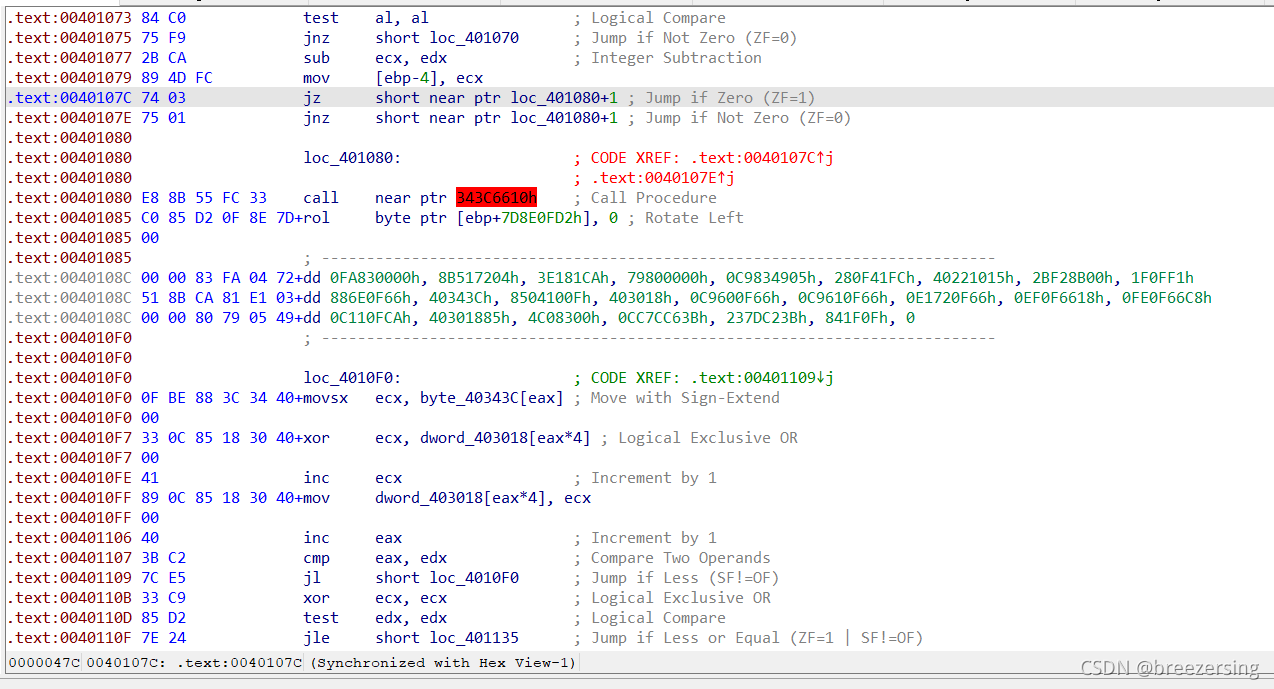 .text:00401073 84 C0 test al, al ; Logical Compare
.text:00401075 75 F9 jnz short loc_401070 ; Jump if Not Zero (ZF=0)
.text:00401077 2B CA sub ecx, edx ; Integer Subtraction
.text:00401079 89 4D FC mov [ebp-4], ecx
.text:0040107C 74 03 jz short near ptr loc_401080+1 ; Jump if Zero (ZF=1)
.text:0040107E 75 01 jnz short near ptr loc_401080+1 ; Jump if Not Zero (ZF=0)
.text:00401080
.text:00401080 loc_401080: ; CODE XREF: .text:0040107C↑j
.text:00401080 ; .text:0040107E↑j
.text:00401080 E8 8B 55 FC 33 call near ptr 343C6610h ; Call Procedure
.text:00401085 C0 85 D2 0F 8E 7D+rol byte ptr [ebp+7D8E0FD2h], 0 ; Rotate Left
.text:00401085 00
.text:00401085 ; ---------------------------------------------------------------------------
.text:0040108C 00 00 83 FA 04 72+dd 0FA830000h, 8B517204h, 3E181CAh, 79800000h, 0C9834905h, 280F41FCh, 40221015h, 2BF28B00h, 1F0FF1h
.text:0040108C 51 8B CA 81 E1 03+dd 886E0F66h, 40343Ch, 8504100Fh, 403018h, 0C9600F66h, 0C9610F66h, 0E1720F66h, 0EF0F6618h, 0FE0F66C8h
.text:0040108C 00 00 80 79 05 49+dd 0C110FCAh, 40301885h, 4C08300h, 0CC7CC63Bh, 237DC23Bh, 841F0Fh, 0
.text:004010F0 ; ---------------------------------------------------------------------------
.text:004010F0
.text:004010F0 loc_4010F0: ; CODE XREF: .text:00401109↓j
.text:004010F0 0F BE 88 3C 34 40+movsx ecx, byte_40343C[eax] ; Move with Sign-Extend
.text:004010F0 00
.text:004010F7 33 0C 85 18 30 40+xor ecx, dword_403018[eax*4] ; Logical Exclusive OR
.text:004010F7 00
.text:004010FE 41 inc ecx ; Increment by 1
.text:004010FF 89 0C 85 18 30 40+mov dword_403018[eax*4], ecx
.text:004010FF 00
.text:00401106 40 inc eax ; Increment by 1
.text:00401107 3B C2 cmp eax, edx ; Compare Two Operands
.text:00401109 7C E5 jl short loc_4010F0 ; Jump if Less (SF!=OF)
.text:0040110B 33 C9 xor ecx, ecx ; Logical Exclusive OR
.text:0040110D 85 D2 test edx, edx ; Logical Compare
.text:0040110F 7E 24 jle short loc_401135 ; Jump if Less or Equal (ZF=1 | SF!=OF)
0000047C 0040107C: .text:0040107C (Synchronized with Hex View-1)
CSDN @breezersing